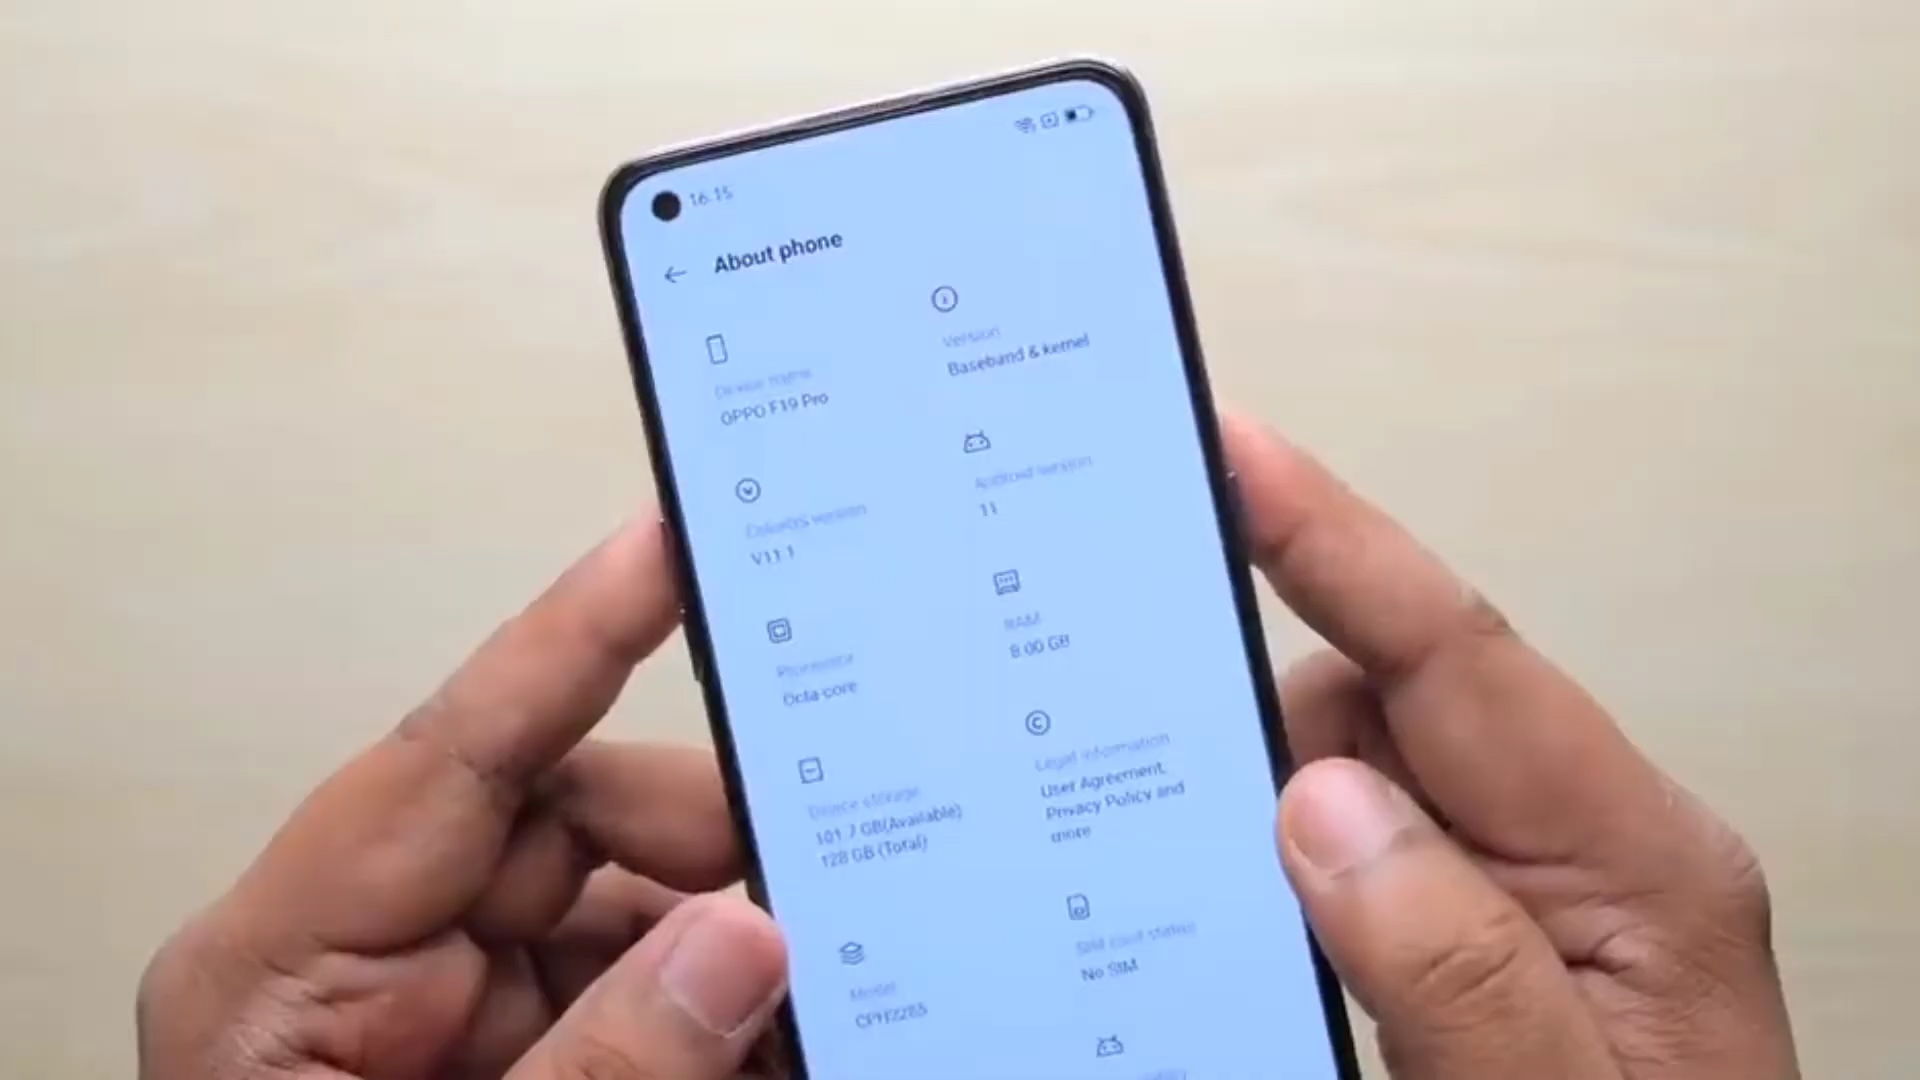 16.15
About phone
Device name
OPPO F19 Pro
Version
Baseband & kernel
ColorOS version
V11.1
Android version
11
Processor
Octa-core
RAM
8.00 GB
Device storage
101.7 GB(Available)
128 GB (Total)
Legal information
User Agreement,
Privacy Policy and
more
Model
CPH2285
SIM card status
No SIM